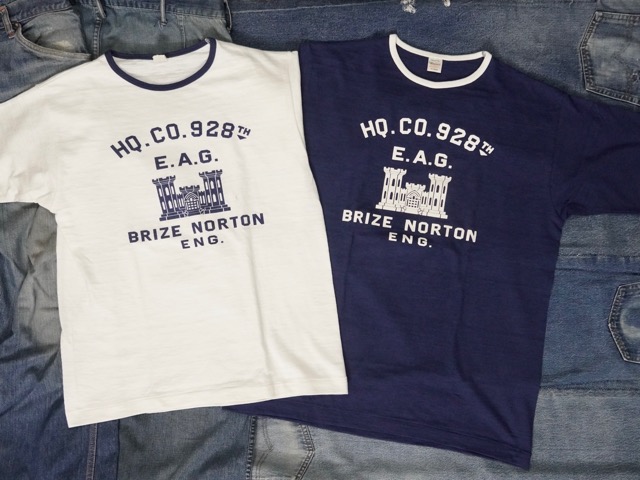 HQ.CO.928TH
E.A.G.
BRIZE NORTON
ENG.
HQ.CO.928TH
E.A.G.
BRIZE NORTON
ENG.